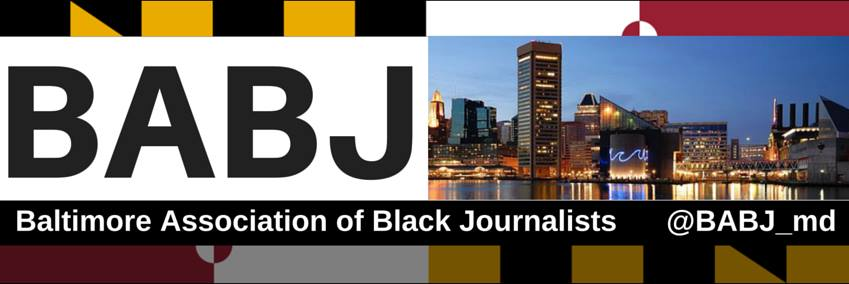 BABJ
Baltimore Association of Black Journalists @BABJ_md